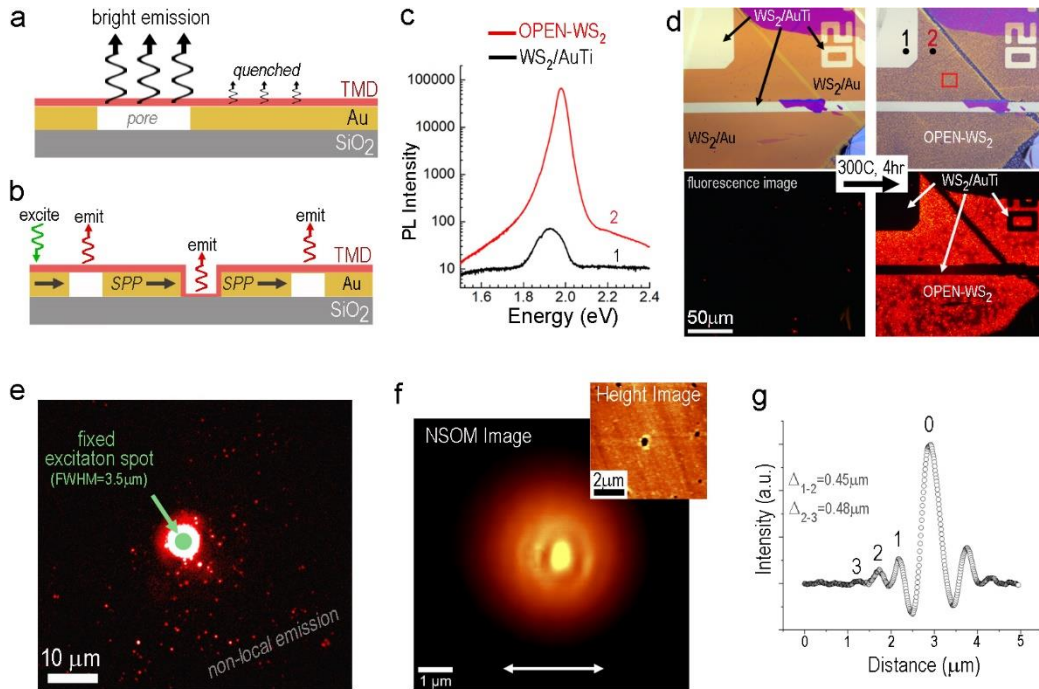 a
bright emission
quenched
TMD
pore
Au
SiO₂
b
excite
emit
emit
emit
TMD
SPP
SPP
Au
SiO₂
c
OPEN-WS₂
WS₂/AuTi
PL Intensity
100000
10000
1000
100
10
2
1
1.6
1.8
2.0
2.2
2.4
Energy (eV)
d
WS₂/AuTi
02
WS₂/Au
WS₂/Au
1
2
02
OPEN-WS₂
300C, 4hr
fluorescence image
50μm
WS₂/AuTi
OPEN-WS₂
e
fixed
excitaton spot
(FWHM=3.5μm)
non-local emission
10 μm
f
NSOM Image
Height Image
2μm
1 μm
g
Intensity (a.u.)
Δ₁₋₂=0.45μm
Δ₂₋₃=0.48μm
0
1
2
3
0
1
2
3
4
5
Distance (μm)